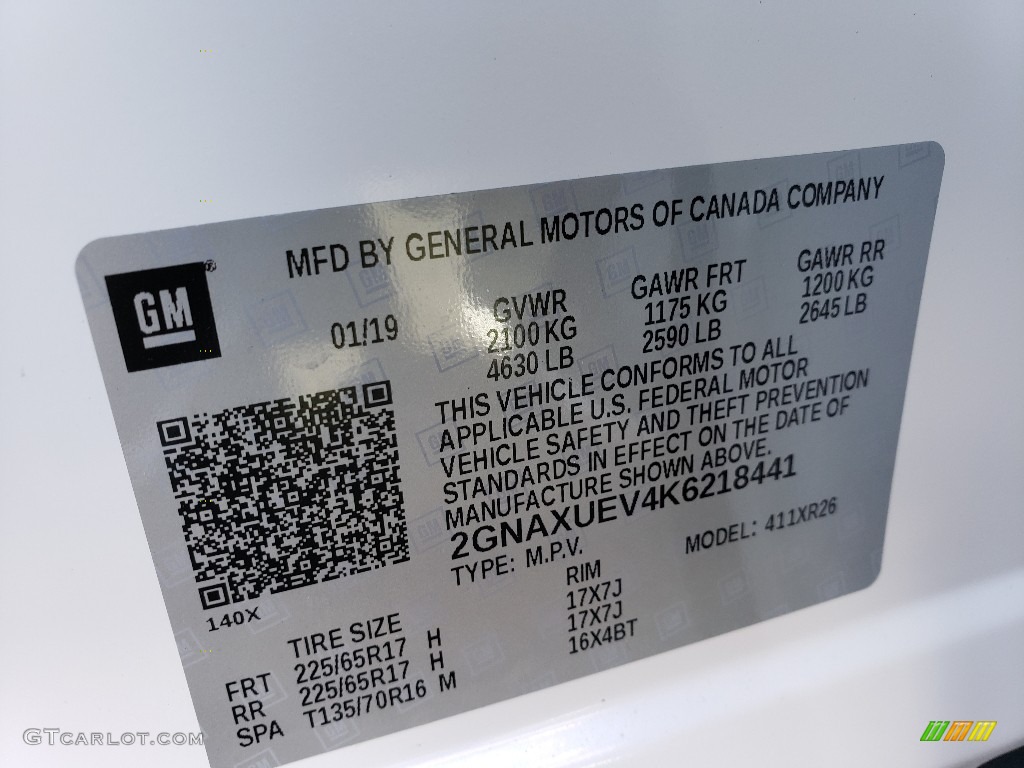 MFD BY GENERAL MOTORS OF CANADA COMPANY
GM®
01/19
GVWR GAWR FRT GAWR RR
2100 KG 1175 KG 1200 KG
4630 LB 2590 LB 2645 LB
THIS VEHICLE CONFORMS TO ALL
APPLICABLE U.S. FEDERAL MOTOR
VEHICLE SAFETY AND THEFT PREVENTION
STANDARDS IN EFFECT ON THE DATE OF
MANUFACTURE SHOWN ABOVE.
2GNAXUEV4K6218441
TYPE: M.P.V. MODEL: 411XR26
140X
TIRE SIZE RIM
FRT 225/65R17 H 17X7J
RR 225/65R17 H 17X7J
SPA T135/70R16 M 16X4BT
GTCARLOT.COM